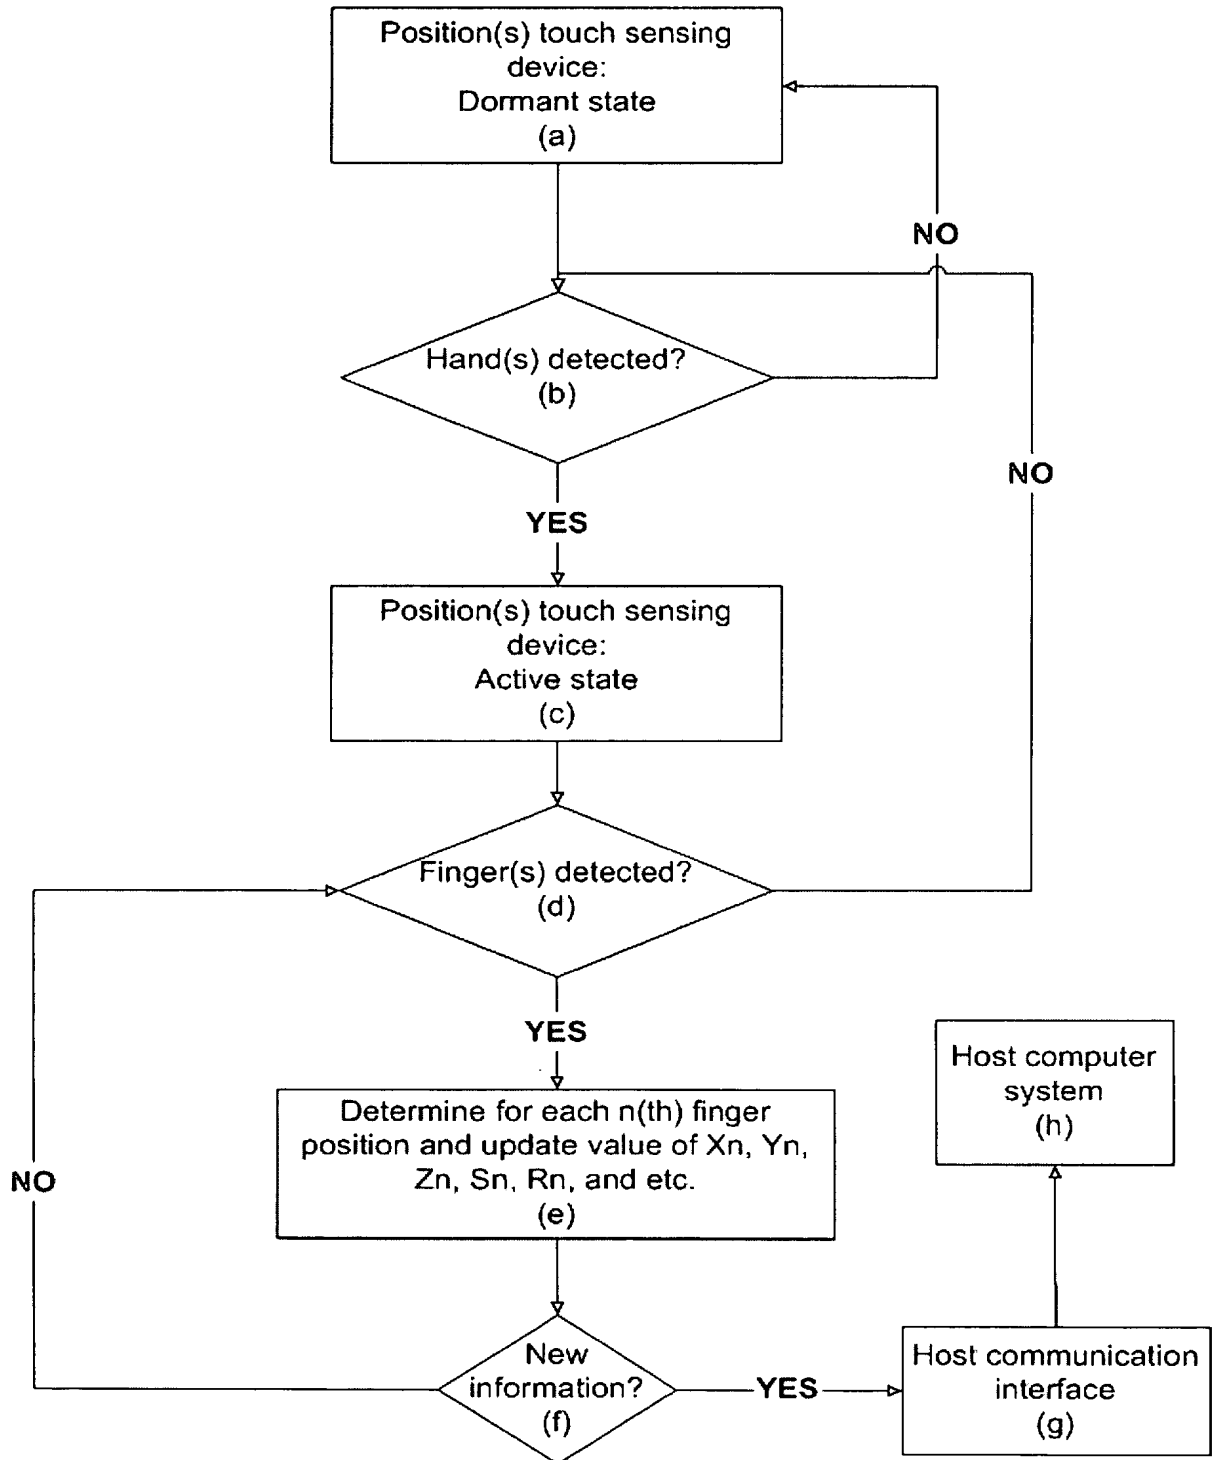 Position(s) touch sensing
device:
Dormant state
(a)
NO
Hand(s) detected?
(b)
NO
YES
Position(s) touch sensing
device:
Active state
(c)
Finger(s) detected?
(d)
YES
Host computer
system
(h)
Determine for each n(th) finger
position and update value of Xn, Yn,
Zn, Sn, Rn, and etc.
(e)
NO
New
information?
(f)
YES
Host communication
interface
(g)